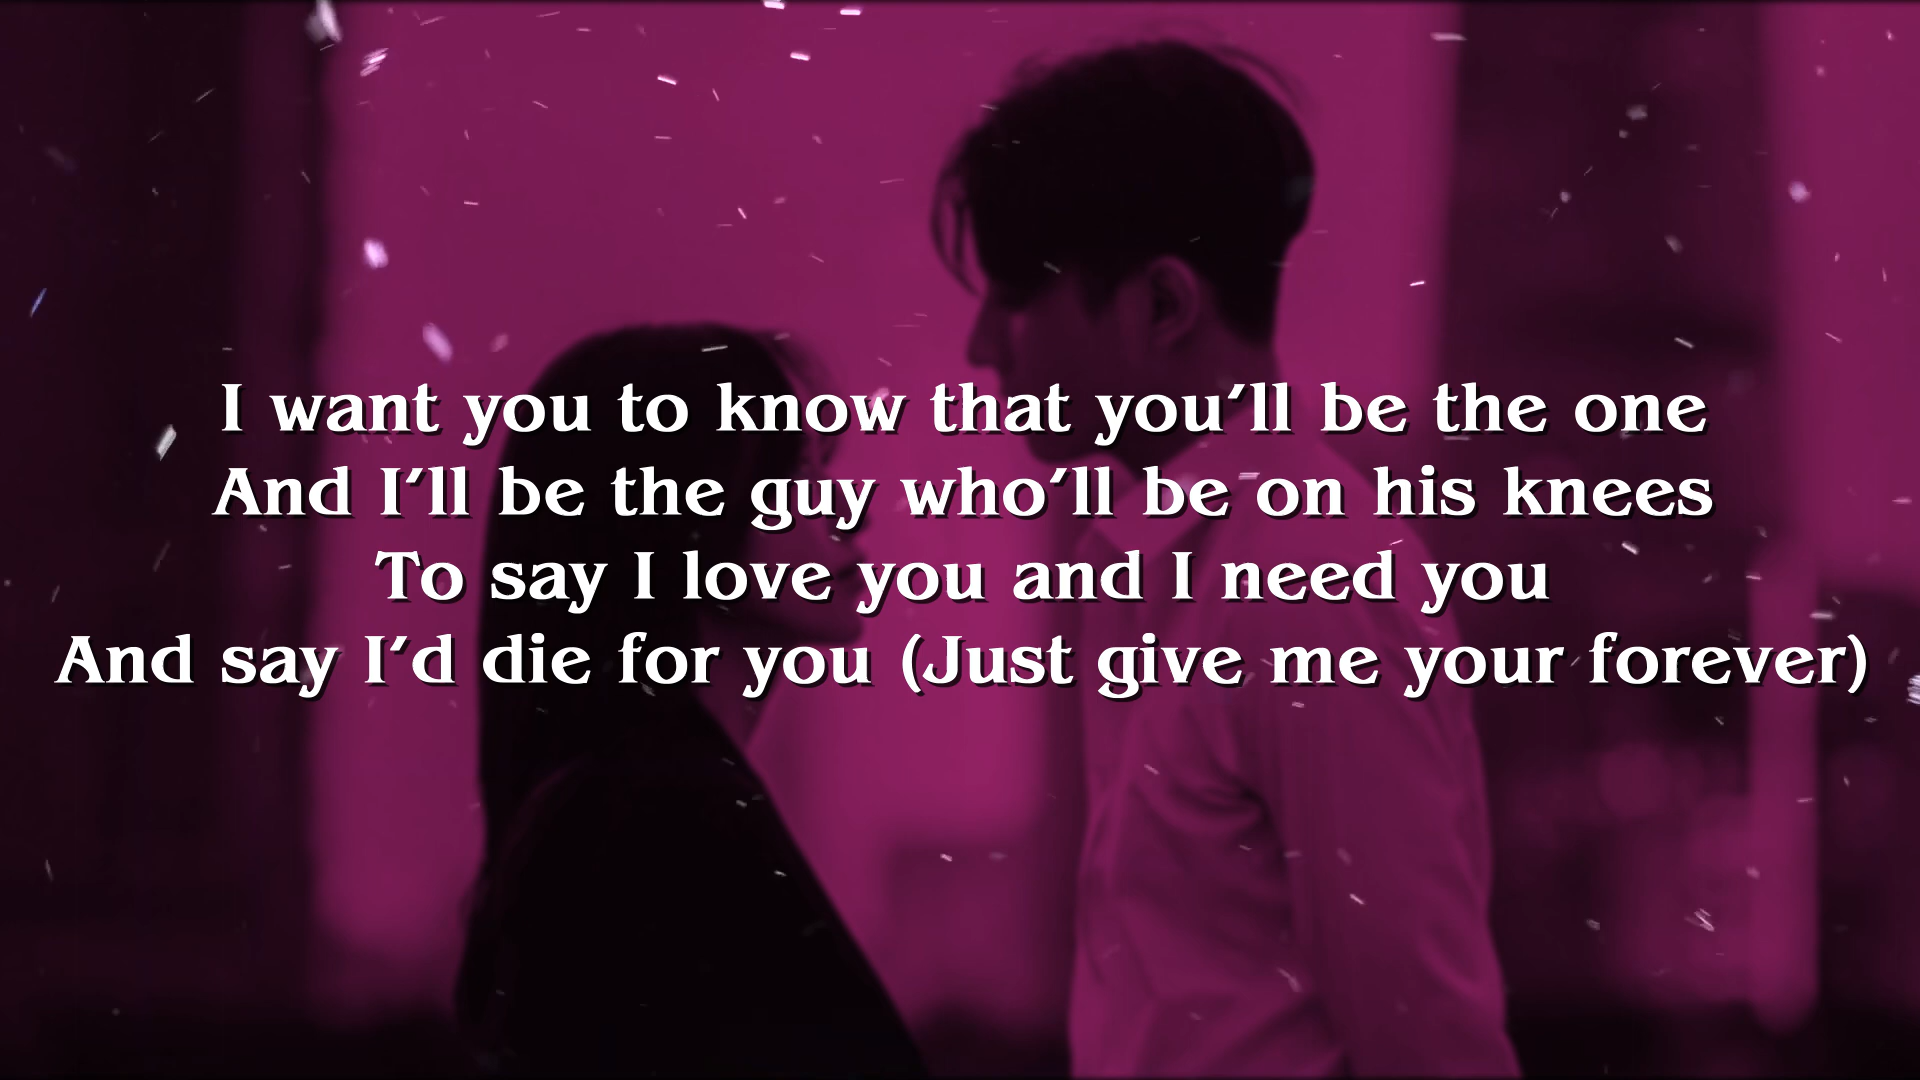 I want you to know that you'll be the one
And I'll be the guy who'll be on his knees
To say I love you and I need you
And say I'd die for you (Just give me your forever)